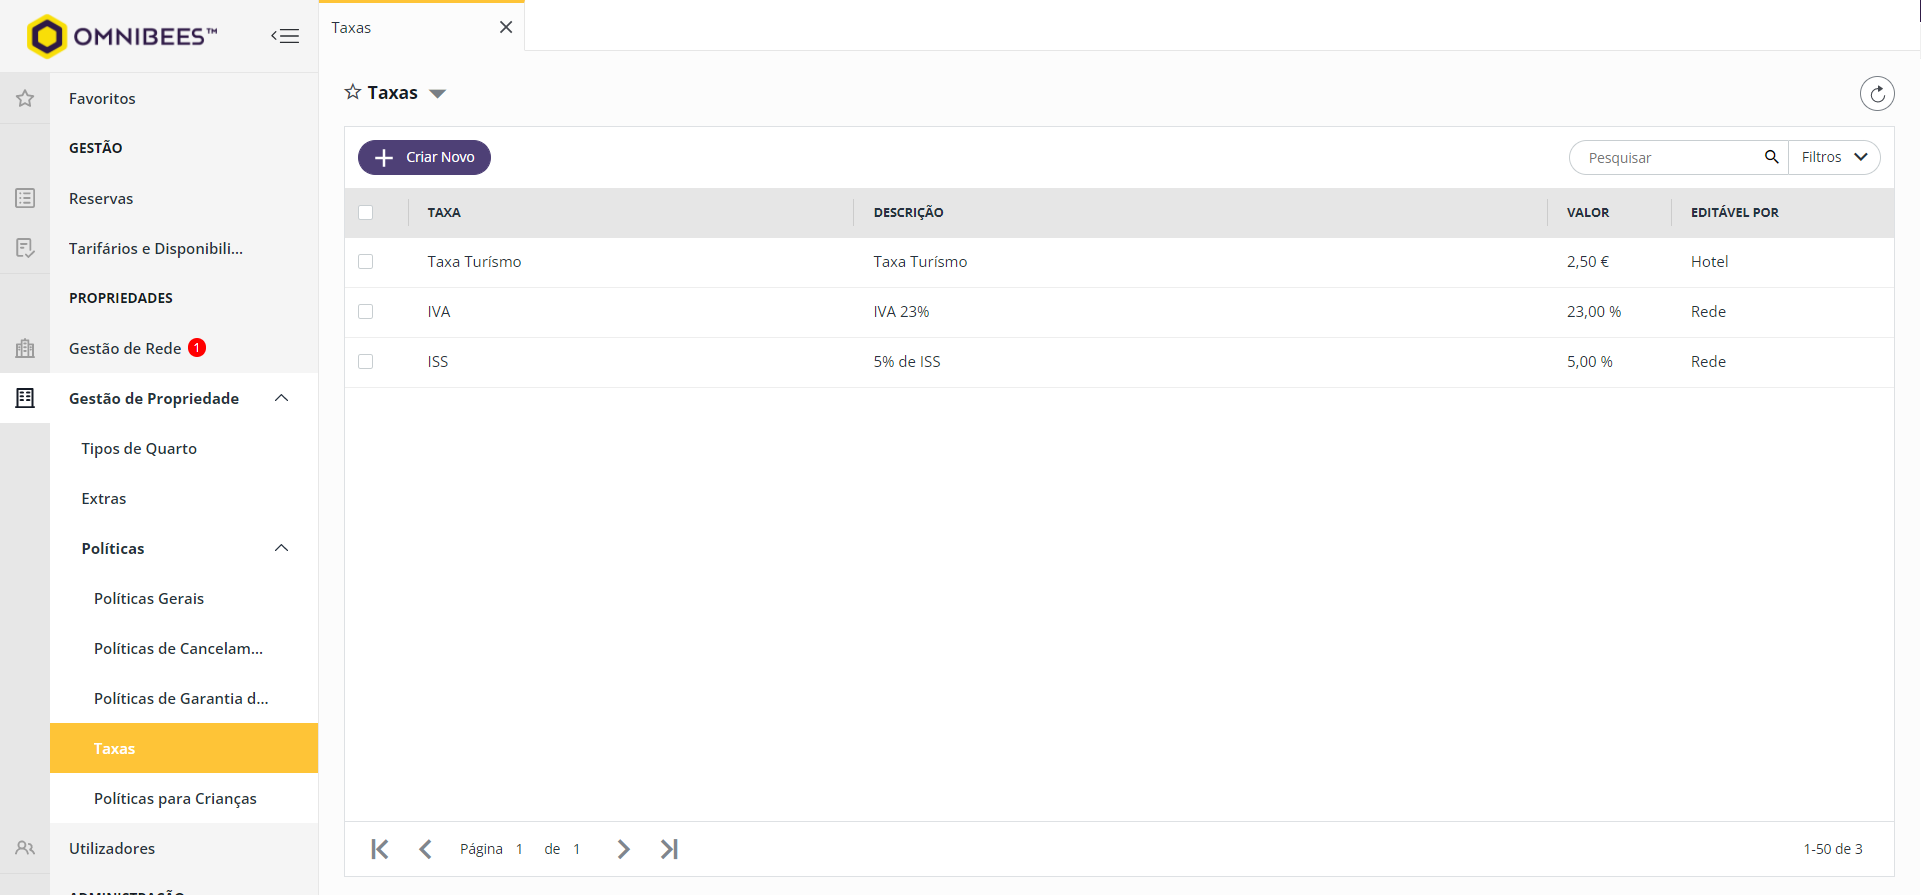 OMNIBEES™
Taxas
Favoritos
GESTÃO
Reservas
Tarifários e Disponibili...
PROPRIEDADES
Gestão de Rede 1
Gestão de Propriedade
Tipos de Quarto
Extras
Políticas
Políticas Gerais
Políticas de Cancelam...
Políticas de Garantia d...
Taxas
Políticas para Crianças
Utilizadores
ADMINISTRAÇÃO
Taxas
Criar Novo
Pesquisar
Filtros
TAXA DESCRIÇÃO VALOR EDITÁVEL POR
Taxa Turísmo Taxa Turísmo 2,50 € Hotel
IVA IVA 23% 23,00 % Rede
ISS 5% de ISS 5,00 % Rede
Página 1 de 1
1-50 de 3